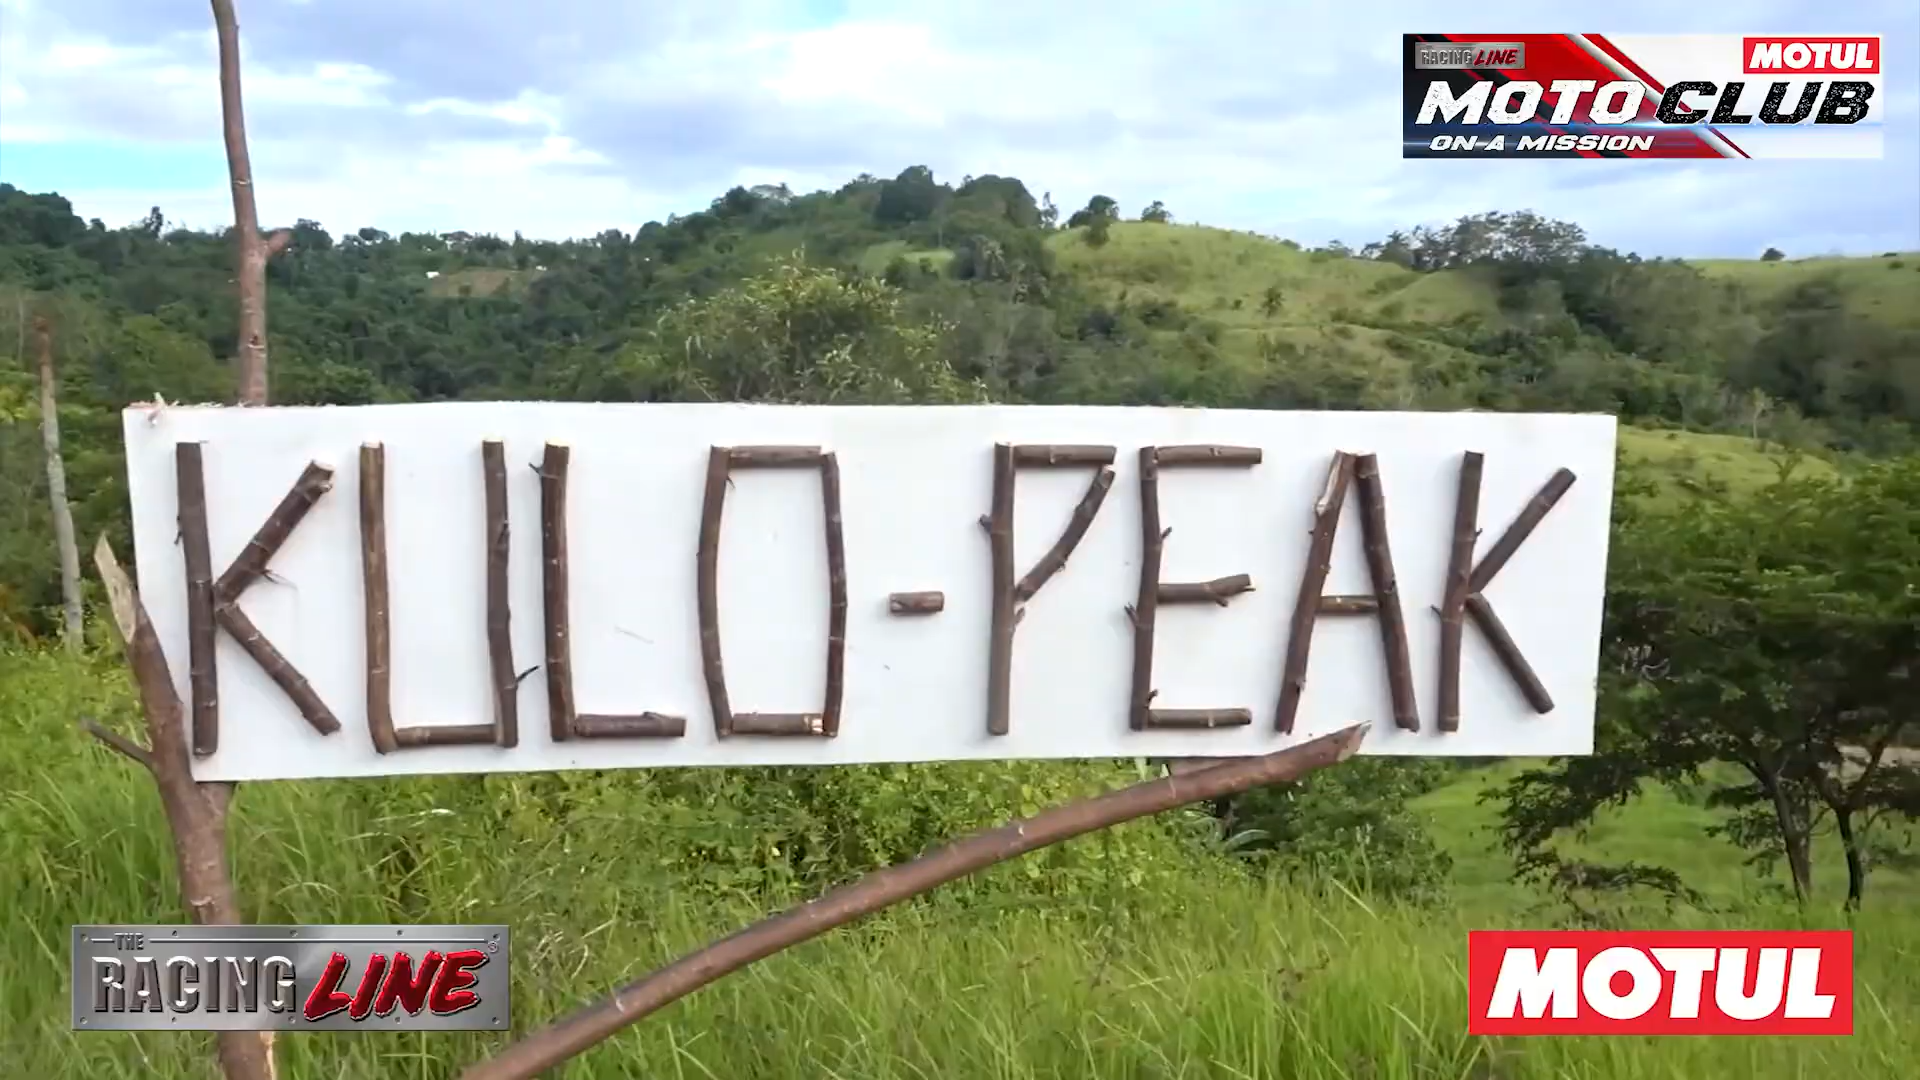 RACING LINE
MOTUL
MOTO CLUB
ON A MISSION
KULO-PEAK
THE
RACING LINE
MOTUL